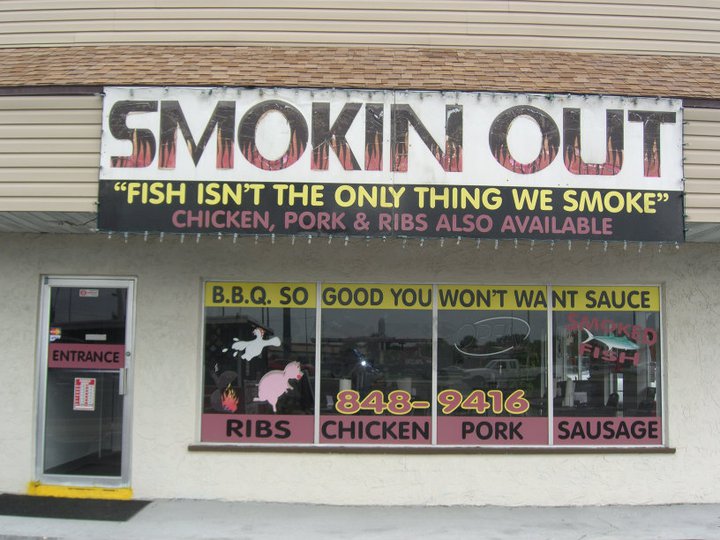 SMOKIN OUT
"FISH ISN'T THE ONLY THING WE SMOKE"
CHICKEN, PORK & RIBS ALSO AVAILABLE
B.B.Q. SO GOOD YOU WON'T WANT SAUCE
SMOKED
FISH
ENTRANCE
848-9416
RIBS CHICKEN PORK SAUSAGE